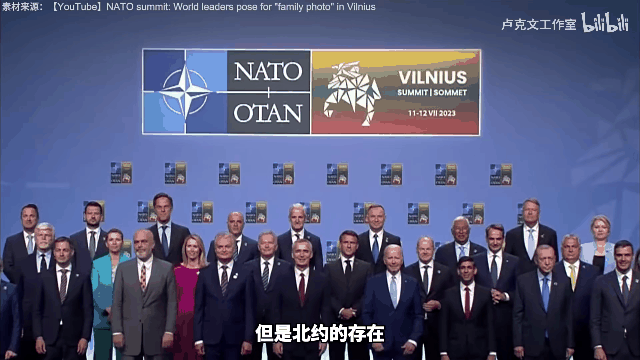 素材来源：【YouTube】NATO summit: World leaders pose for "family photo" in Vilnius
卢克文工作室 bilibili
NATO
OTAN
VILNIUS
SUMMIT | SOMMET
11-12 VII 2023
但是北约的存在